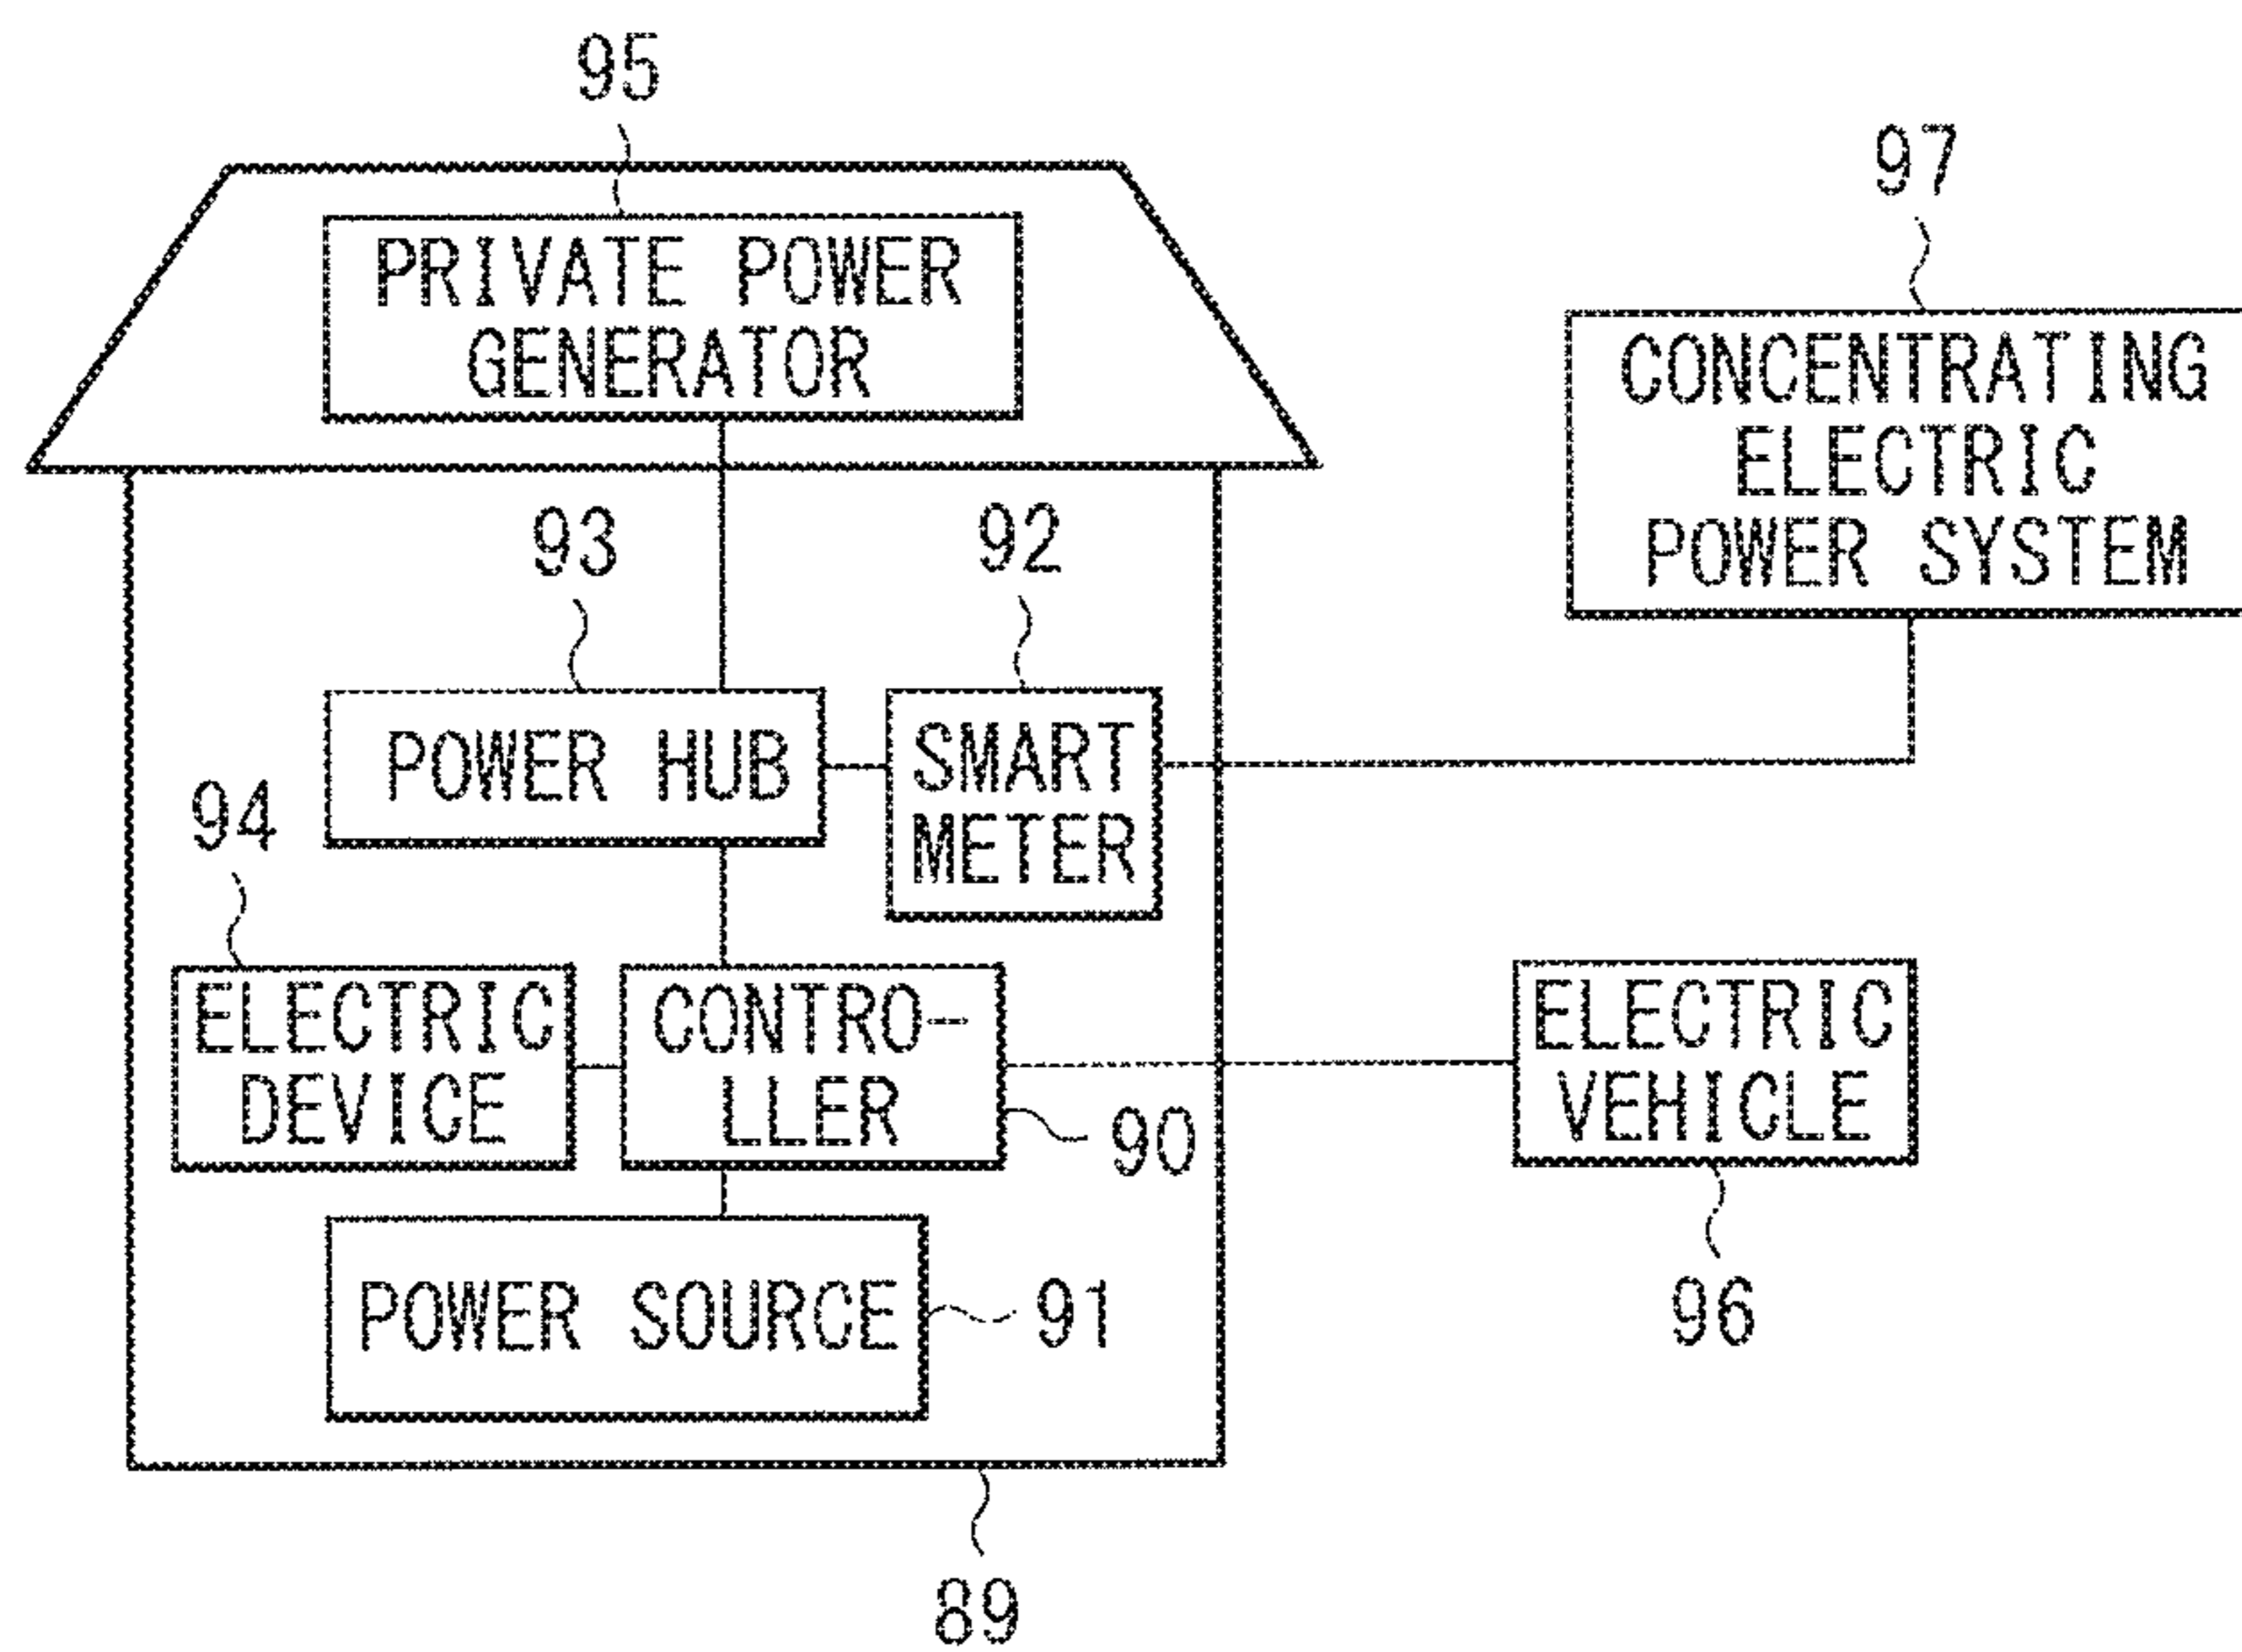 95
PRIVATE POWER
GENERATOR
97
CONCENTRATING
ELECTRIC
POWER SYSTEM
93
92
POWER HUB
SMART
METER
94
ELECTRIC
DEVICE
CONTRO-
LLER
90
ELECTRIC
VEHICLE
96
POWER SOURCE
91
89